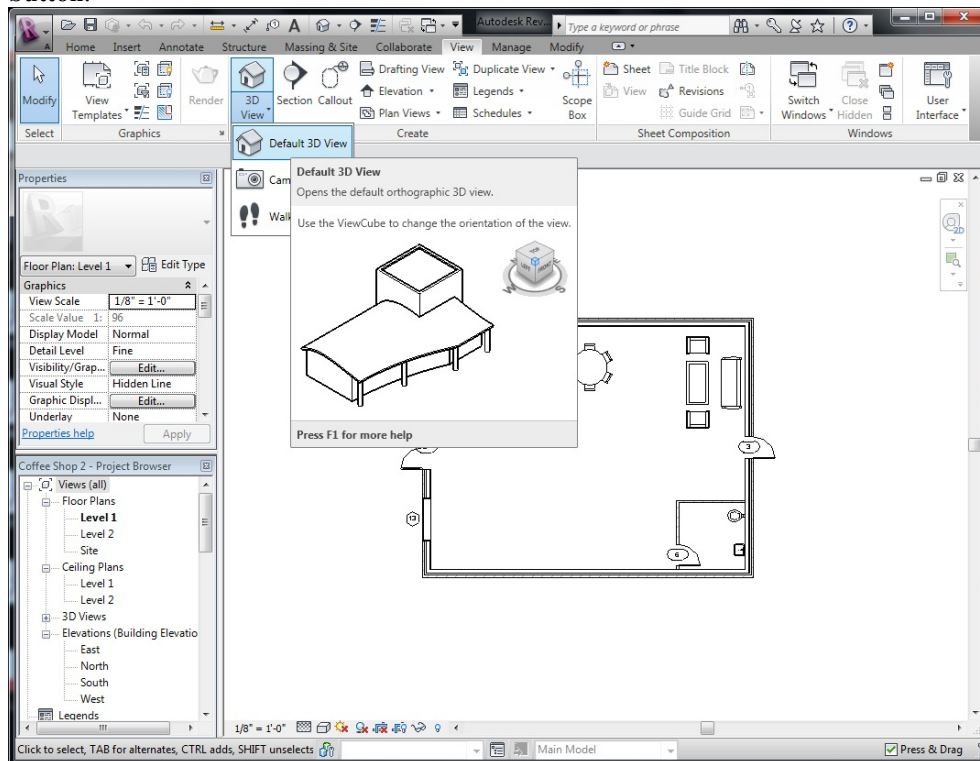 Autodesk Rev...
Type a keyword or phrase
Home Insert Annotate Structure Massing & Site Collaborate View Manage Modify
Modify
View Templates
Render
3D View
Section
Callout
Drafting View
Elevation
Plan Views
Duplicate View
Legends
Schedules
Scope Box
Sheet
View
Title Block
Revisions
Guide Grid
Switch Windows
Close Hidden
User Interface
Select Graphics Create Sheet Composition Windows
Default 3D View
Cam
Walk
Default 3D View
Opens the default orthographic 3D view.
Use the ViewCube to change the orientation of the view.
TOP
LEFT FRONT
W S
Press F1 for more help
2D
Properties
Floor Plan: Level 1 Edit Type
Graphics
View Scale 1/8" = 1'-0"
Scale Value 1: 96
Display Model Normal
Detail Level Fine
Visibility/Grap... Edit...
Visual Style Hidden Line
Graphic Displ... Edit...
Underlay None
Properties help Apply
Coffee Shop 2 - Project Browser
Views (all)
Floor Plans
Level 1
Level 2
Site
Ceiling Plans
Level 1
Level 2
3D Views
Elevations (Building Elevatio
East
North
South
West
Legends
3
13
6
1/8" = 1'-0"
Click to select, TAB for alternates, CTRL adds, SHIFT unselects
Main Model
Press & Drag